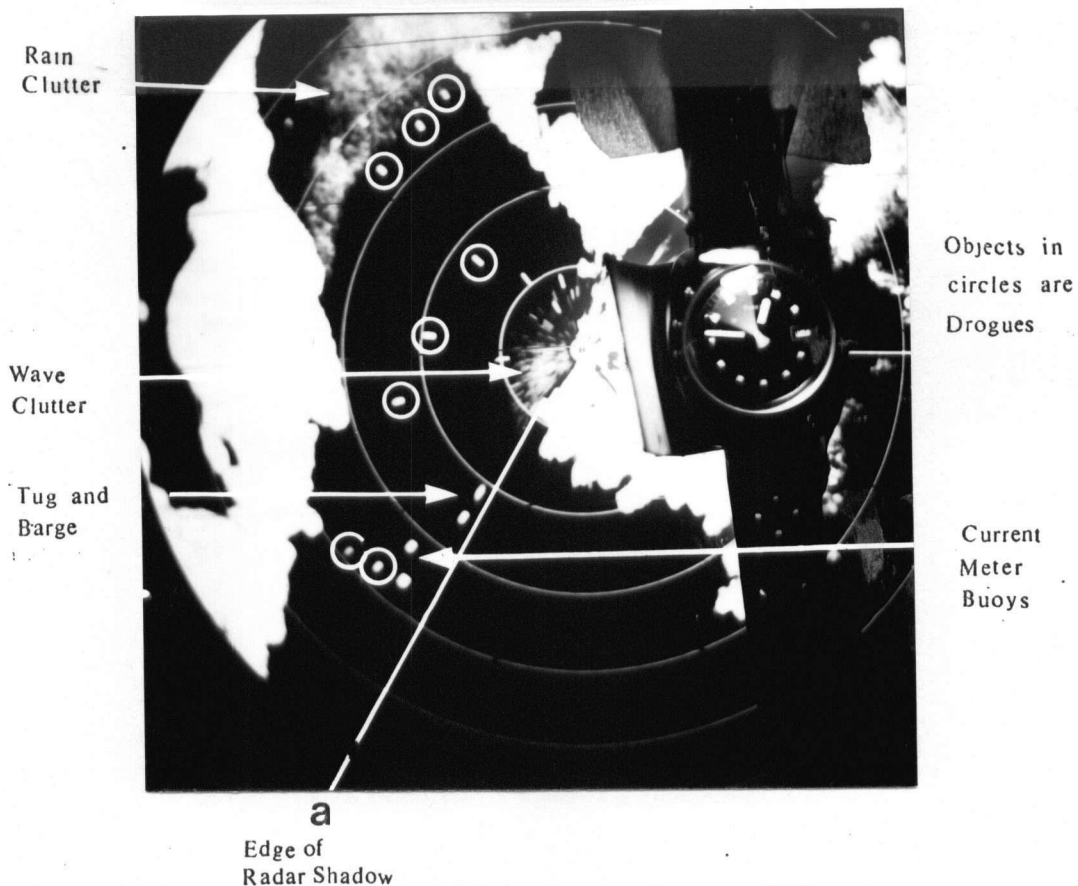 Rain
Clutter
Objects in
circles are
Drogues
Wave
Clutter
Tug and
Barge
Current
Meter
Buoys
a
Edge of
Radar Shadow